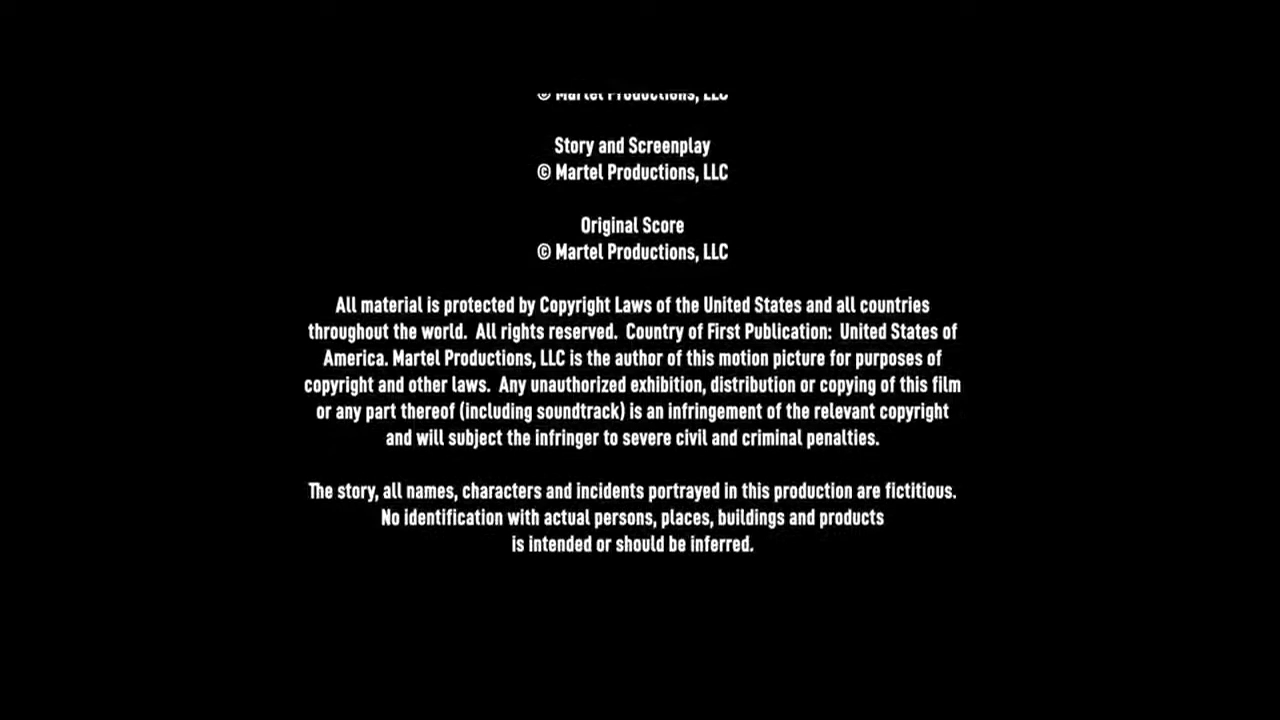 © Martel Productions, LLC
Story and Screenplay
© Martel Productions, LLC
Original Score
© Martel Productions, LLC
All material is protected by Copyright Laws of the United States and all countries
throughout the world.  All rights reserved.  Country of First Publication:  United States of
America. Martel Productions, LLC is the author of this motion picture for purposes of
copyright and other laws.  Any unauthorized exhibition, distribution or copying of this film
or any part thereof (including soundtrack) is an infringement of the relevant copyright
and will subject the infringer to severe civil and criminal penalties.
The story, all names, characters and incidents portrayed in this production are fictitious.
No identification with actual persons, places, buildings and products
is intended or should be inferred.